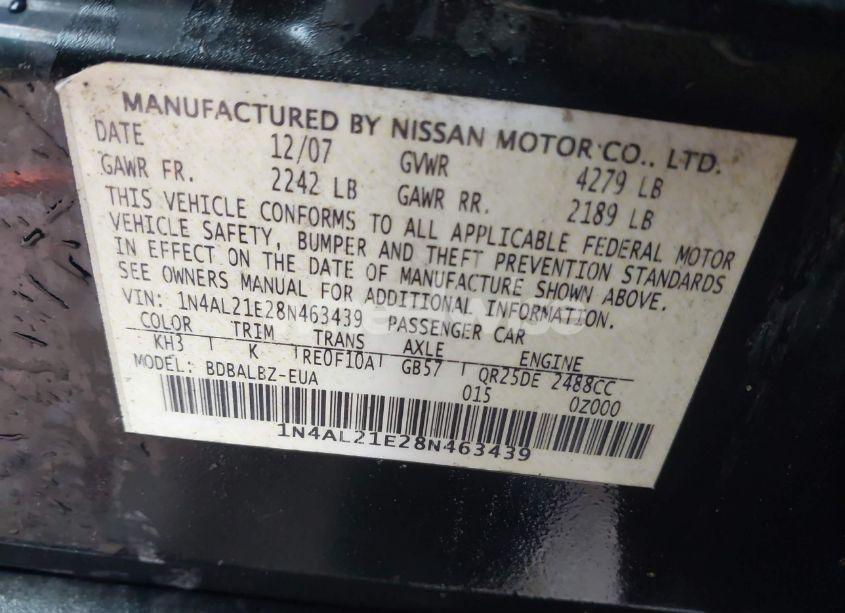 MANUFACTURED BY NISSAN MOTOR CO., LTD.
DATE 12/07 GVWR 4279 LB
GAWR FR. 2242 LB GAWR RR. 2189 LB
THIS VEHICLE CONFORMS TO ALL APPLICABLE FEDERAL MOTOR
VEHICLE SAFETY, BUMPER AND THEFT PREVENTION STANDARDS
IN EFFECT ON THE DATE OF MANUFACTURE SHOWN ABOVE.
SEE OWNERS MANUAL FOR ADDITIONAL INFORMATION.
VIN: 1N4AL21E28N463439 PASSENGER CAR
COLOR TRIM TRANS AXLE ENGINE
KH3 K RE0F10A GB57 QR25DE 2488CC
MODEL: BDBALBZ-EUA 015 0Z000
1N4AL21E28N463439